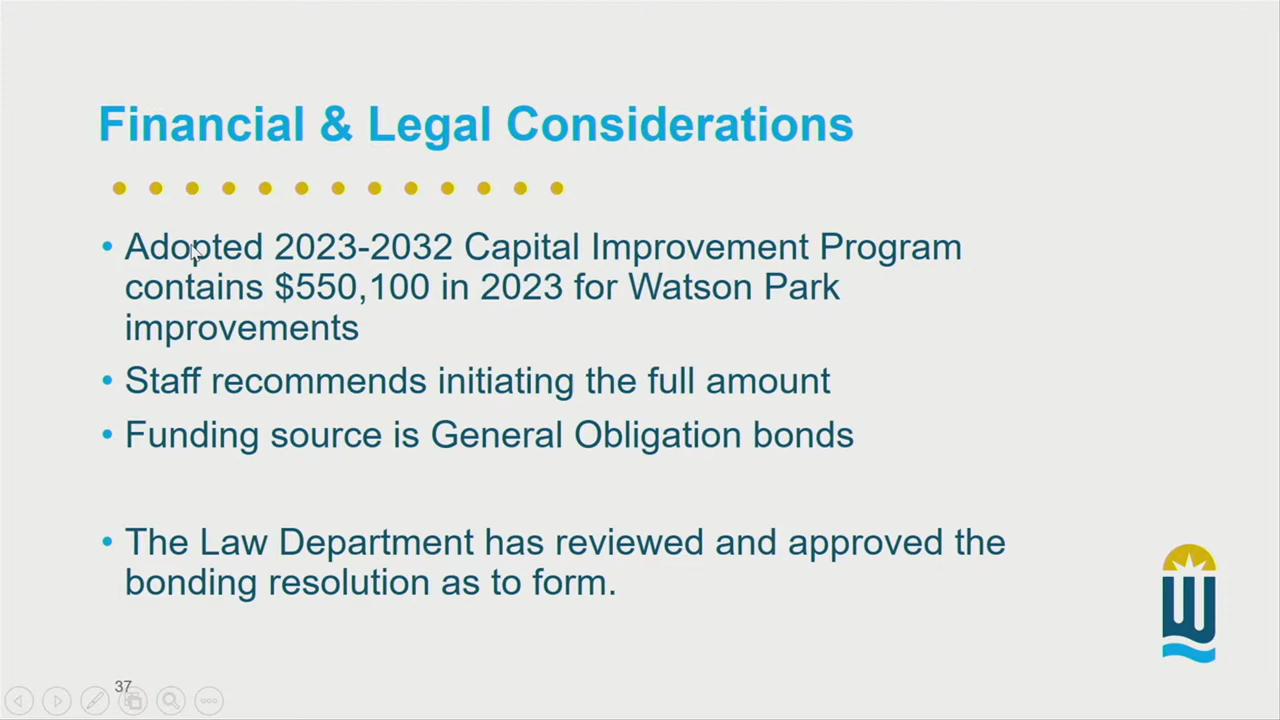 Financial & Legal Considerations
• Adopted 2023-2032 Capital Improvement Program
contains $550,100 in 2023 for Watson Park
improvements
• Staff recommends initiating the full amount
• Funding source is General Obligation bonds
• The Law Department has reviewed and approved the
bonding resolution as to form.
W
37